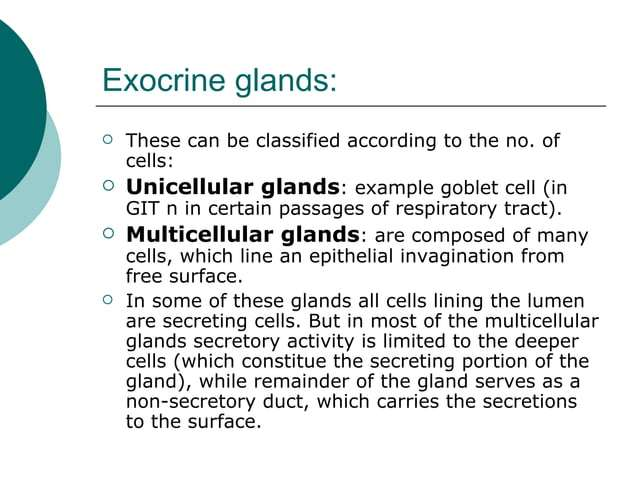 Exocrine glands:
These can be classified according to the no. of
cells:
Unicellular glands: example goblet cell (in
GIT n in certain passages of respiratory tract).
Multicellular glands: are composed of many
cells, which line an epithelial invagination from
free surface.
In some of these glands all cells lining the lumen
are secreting cells. But in most of the multicellular
glands secretory activity is limited to the deeper
cells (which constitue the secreting portion of the
gland), while remainder of the gland serves as a
non-secretory duct, which carries the secretions
to the surface.